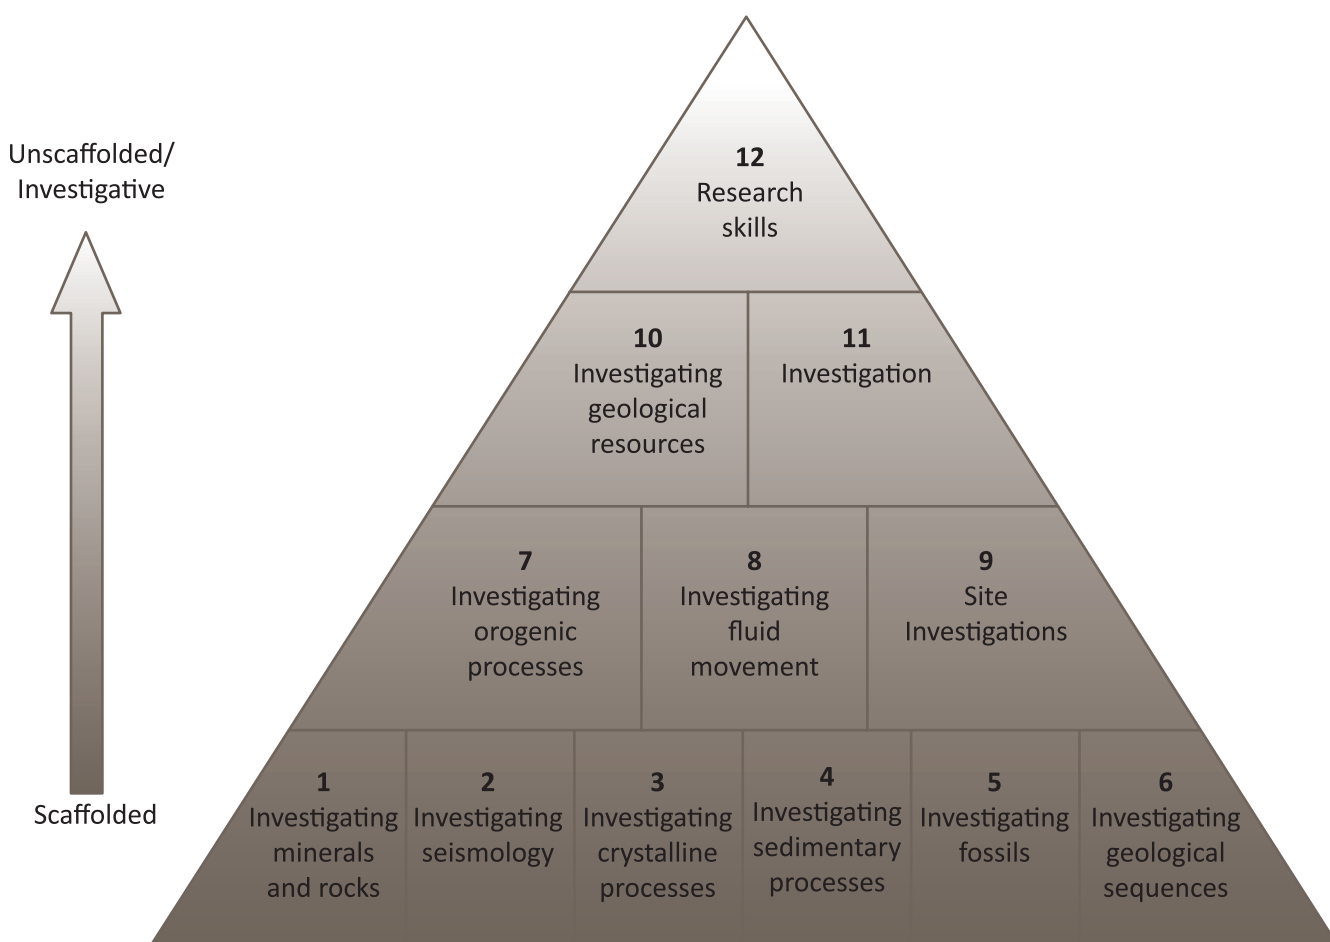 Unscaffolded/
Investigative
Scaffolded
12
Research
skills
10
Investigating
geological
resources
11
Investigation
7
Investigating
orogenic
processes
8
Investigating
fluid
movement
9
Site
Investigations
1
Investigating
minerals
and rocks
2
Investigating
seismology
3
Investigating
crystalline
processes
4
Investigating
sedimentary
processes
5
Investigating
fossils
6
Investigating
geological
sequences